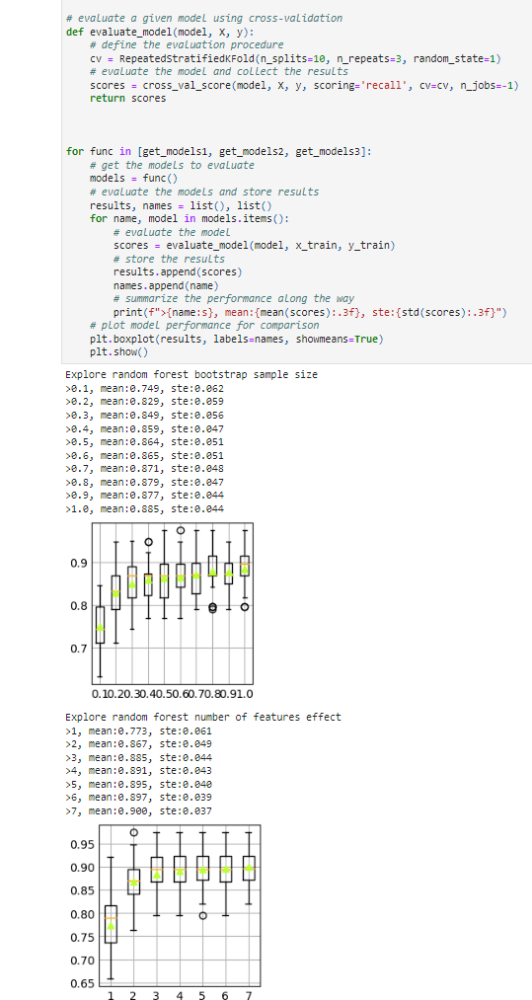 # evaluate a given model using cross-validation
def evaluate_model(model, X, y):
# define the evaluation procedure
cv = RepeatedStratifiedKFold(n_splits=10, n_repeats=3, random_state=1)
# evaluate the model and collect the results
scores = cross_val_score(model, X, y, scoring='recall', cv=cv, n_jobs=-1)
return scores
for func in [get_models1, get_models2, get_models3]:
# get the models to evaluate
models = func()
# evaluate the models and store results
results, names = list(), list()
for name, model in models.items():
# evaluate the model
scores = evaluate_model(model, x_train, y_train)
# store the results
results.append(scores)
names.append(name)
# summarize the performance along the way
print(f">{name:s}, mean:{mean(scores):.3f}, ste:{std(scores):.3f}")
# plot model performance for comparison
plt.boxplot(results, labels=names, showmeans=True)
plt.show()
Explore random forest bootstrap sample size
>0.1, mean:0.749, ste:0.062
>0.2, mean:0.829, ste:0.059
>0.3, mean:0.849, ste:0.056
>0.4, mean:0.859, ste:0.047
>0.5, mean:0.864, ste:0.051
>0.6, mean:0.865, ste:0.051
>0.7, mean:0.871, ste:0.048
>0.8, mean:0.879, ste:0.047
>0.9, mean:0.877, ste:0.044
>1.0, mean:0.885, ste:0.044
0.9
0.8
0.7
0.10.20.30.40.50.60.70.80.91.0
Explore random forest number of features effect
>1, mean:0.773, ste:0.061
>2, mean:0.867, ste:0.049
>3, mean:0.885, ste:0.044
>4, mean:0.891, ste:0.043
>5, mean:0.895, ste:0.040
>6, mean:0.897, ste:0.039
>7, mean:0.900, ste:0.037
0.95
0.90
0.85
0.80
0.75
0.70
0.65
1 2 3 4 5 6 7